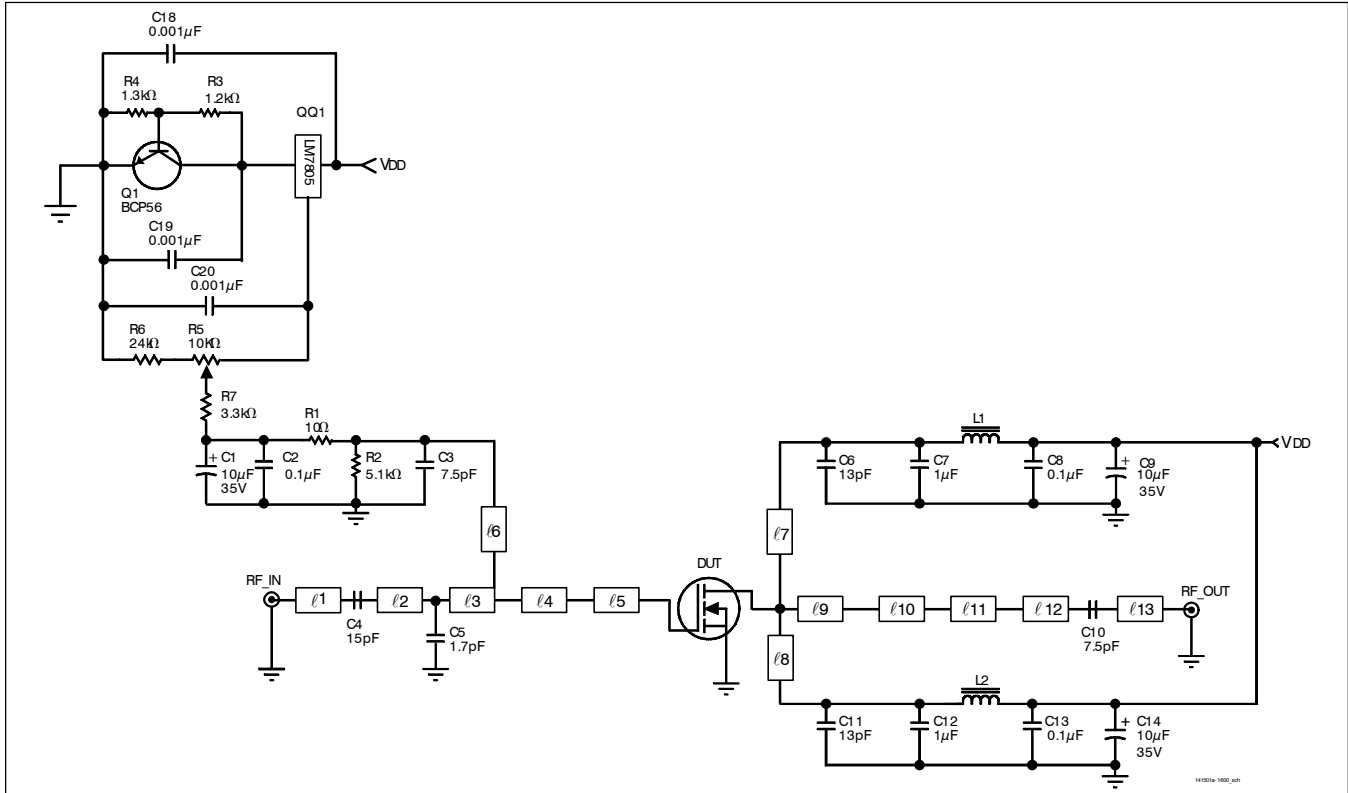 C18
0.001µF
R4
1.3kΩ
R3
1.2kΩ
QQ1
LM7805
VDD
Q1
BCP56
C19
0.001µF
C20
0.001µF
R6
24kΩ
R5
10KΩ
R7
3.3kΩ
R1
10Ω
+ C1
10µF
35V
C2
0.1µF
R2
5.1kΩ
C3
7.5pF
L1
VDD
C6
13pF
C7
1µF
C8
0.1µF
+ C9
10µF
35V
ℓ6
ℓ7
DUT
RF_IN
ℓ1
C4
15pF
ℓ2
C5
1.7pF
ℓ3
ℓ4
ℓ5
ℓ9
ℓ10
ℓ11
ℓ12
C10
7.5pF
ℓ13
RF_OUT
ℓ8
L2
C11
13pF
C12
1µF
C13
0.1µF
+ C14
10µF
35V